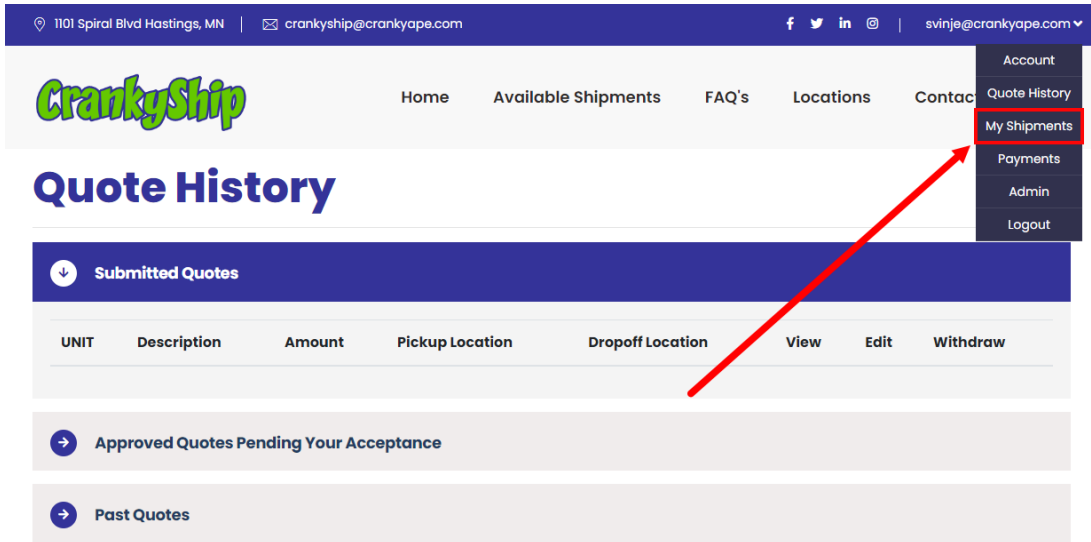 1101 Spiral Blvd Hastings, MN | crankyship@crankyape.com | svinje@crankyape.com
Account
CrankyShip Home Available Shipments FAQ's Locations Contac Quote History
My Shipments
Payments
Quote History
Admin
Logout
Submitted Quotes
UNIT Description Amount Pickup Location Dropoff Location View Edit Withdraw
Approved Quotes Pending Your Acceptance
Past Quotes